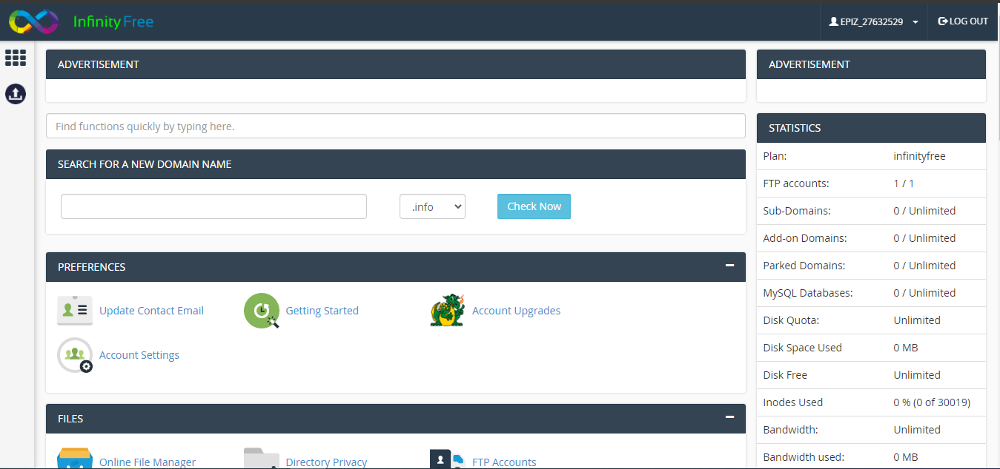 Infinity Free
EPIZ_27632529
LOG OUT
ADVERTISEMENT
Find functions quickly by typing here.
SEARCH FOR A NEW DOMAIN NAME
.info
Check Now
PREFERENCES
Update Contact Email
Getting Started
Account Upgrades
Account Settings
FILES
Online File Manager
Directory Privacy
FTP Accounts
ADVERTISEMENT
STATISTICS
Plan: infinityfree
FTP accounts: 1 / 1
Sub-Domains: 0 / Unlimited
Add-on Domains: 0 / Unlimited
Parked Domains: 0 / Unlimited
MySQL Databases: 0 / Unlimited
Disk Quota: Unlimited
Disk Space Used 0 MB
Disk Free Unlimited
Inodes Used 0 % (0 of 30019)
Bandwidth: Unlimited
Bandwidth used: 0 MB